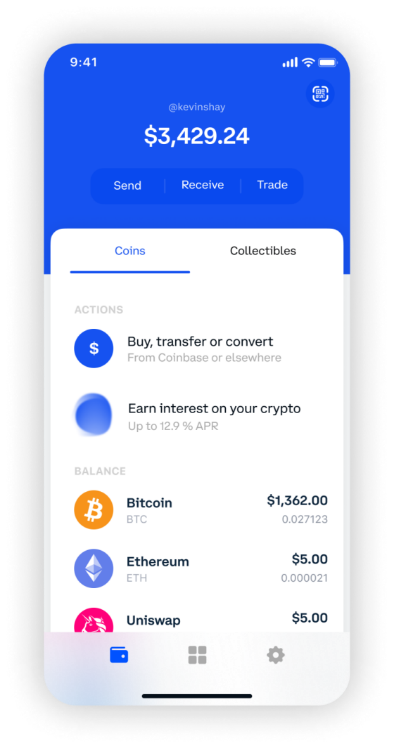 9:41
@kevinshay
$3,429.24
Send Receive Trade
Coins Collectibles
ACTIONS
$
Buy, transfer or convert
From Coinbase or elsewhere
Earn interest on your crypto
Up to 12.9 % APR
BALANCE
Bitcoin $1,362.00
BTC 0.027123
Ethereum $5.00
ETH 0.000021
Uniswap $5.00